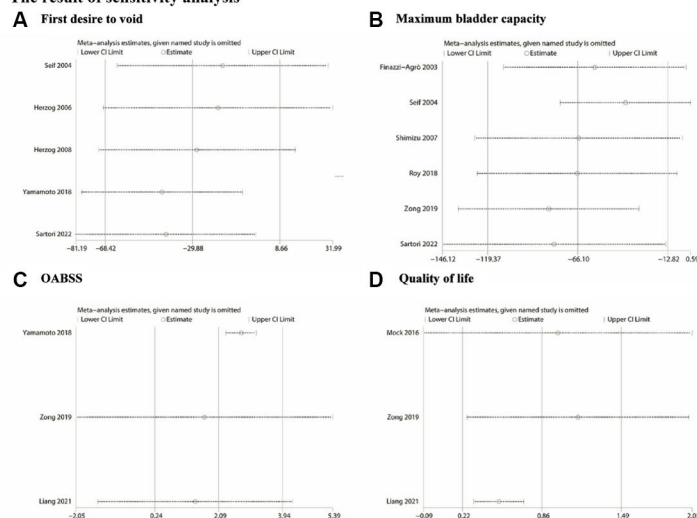 The result of sensitivity analysis
A First desire to void
Meta-analysis estimates, given named study is omitted
Lower CI Limit Estimate Upper CI Limit
Seif 2004
Herzog 2006
Herzog 2008
Yamamoto 2018
Sartori 2022
-81.19 -68.42 -29.88 8.66 31.99
B Maximum bladder capacity
Meta-analysis estimates, given named study is omitted
Lower CI Limit Estimate Upper CI Limit
Finazzi-Agrò 2003
Seif 2004
Shimizu 2007
Roy 2018
Zong 2019
Sartori 2022
-146.12 -119.37 -66.10 -12.82 0.59
C OABSS
Meta-analysis estimates, given named study is omitted
Lower CI Limit Estimate Upper CI Limit
Yamamoto 2018
Zong 2019
Liang 2021
-2.05 0.24 2.09 3.94 5.39
D Quality of life
Meta-analysis estimates, given named study is omitted
Lower CI Limit Estimate Upper CI Limit
Mock 2016
Zong 2019
Liang 2021
-0.09 0.22 0.86 1.49